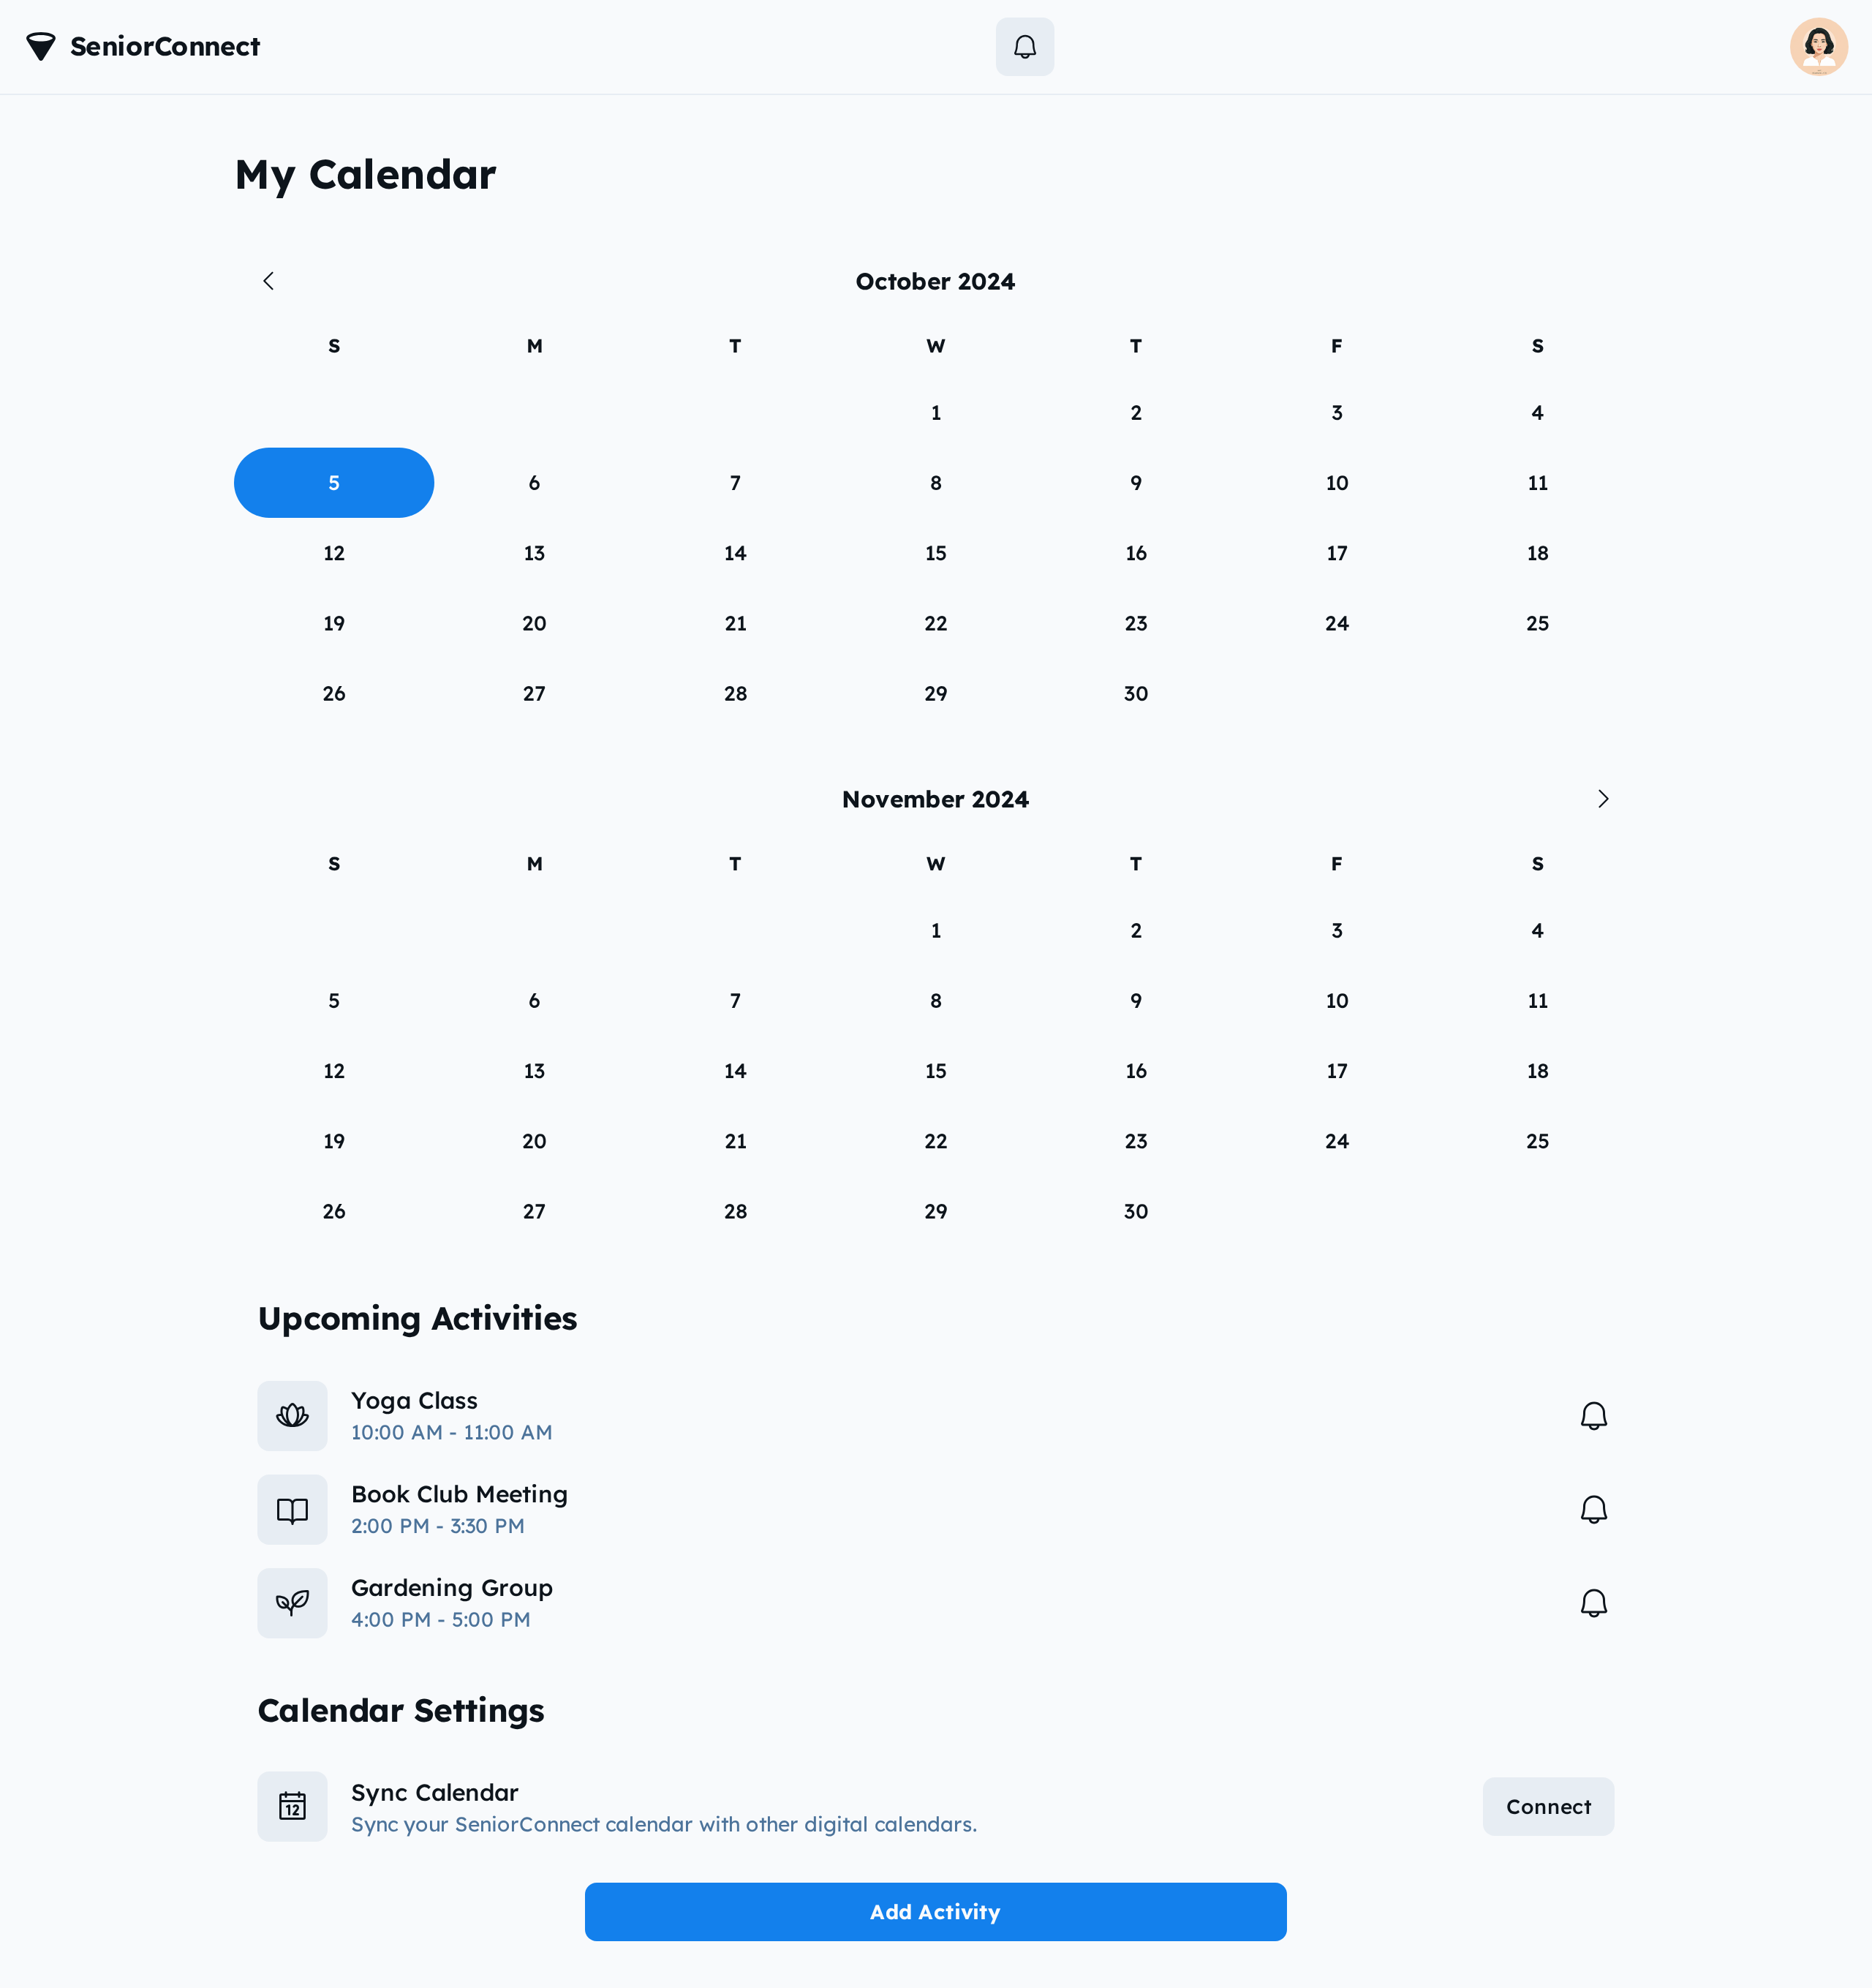 SeniorConnect
My Calendar
October 2024
S M T W T F S
1 2 3 4
5 6 7 8 9 10 11
12 13 14 15 16 17 18
19 20 21 22 23 24 25
26 27 28 29 30
November 2024
S M T W T F S
1 2 3 4
5 6 7 8 9 10 11
12 13 14 15 16 17 18
19 20 21 22 23 24 25
26 27 28 29 30
Upcoming Activities
Yoga Class
10:00 AM - 11:00 AM
Book Club Meeting
2:00 PM - 3:30 PM
Gardening Group
4:00 PM - 5:00 PM
Calendar Settings
12
Sync Calendar
Sync your SeniorConnect calendar with other digital calendars.
Connect
Add Activity